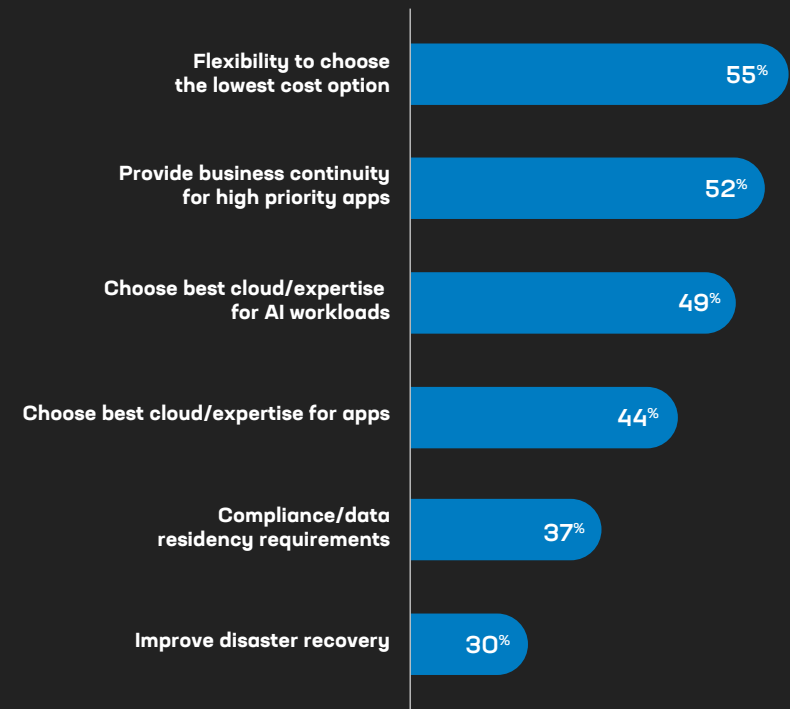 Flexibility to choose
the lowest cost option
55%
Provide business continuity
for high priority apps
52%
Choose best cloud/expertise
for AI workloads
49%
Choose best cloud/expertise for apps
44%
Compliance/data
residency requirements
37%
Improve disaster recovery
30%